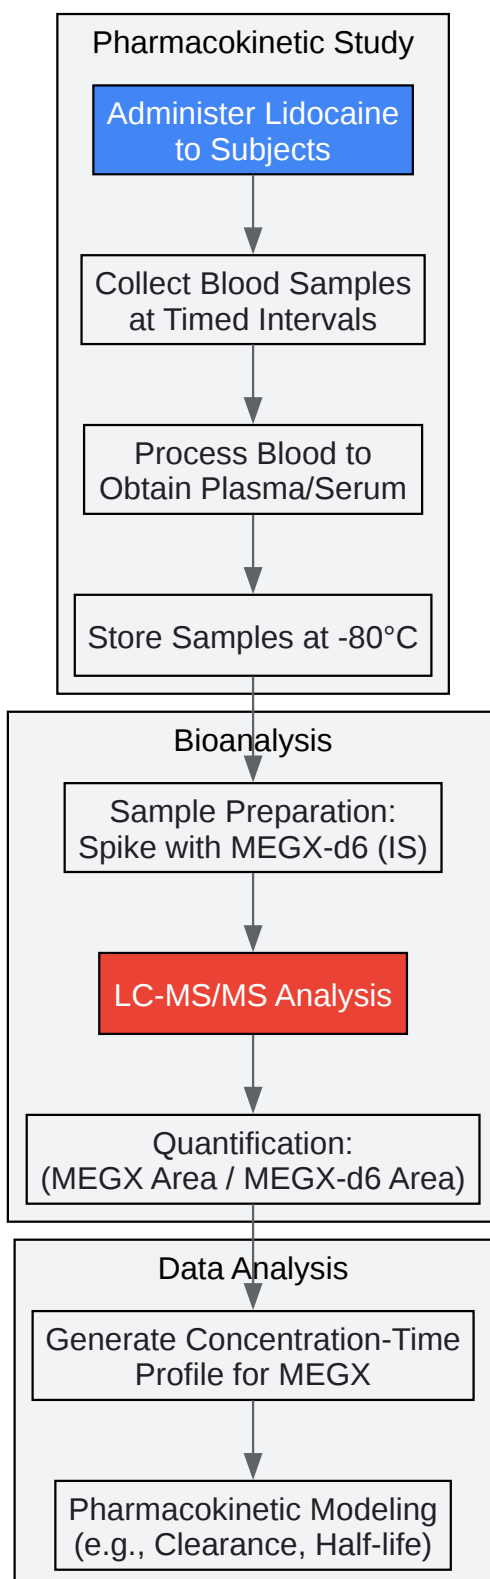 Pharmacokinetic Study
Administer Lidocaine
to Subjects
Collect Blood Samples
at Timed Intervals
Process Blood to
Obtain Plasma/Serum
Store Samples at -80°C
Bioanalysis
Sample Preparation:
Spike with MEGX-d6 (IS)
LC-MS/MS Analysis
Quantification:
(MEGX Area / MEGX-d6 Area)
Data Analysis
Generate Concentration-Time
Profile for MEGX
Pharmacokinetic Modeling
(e.g., Clearance, Half-life)